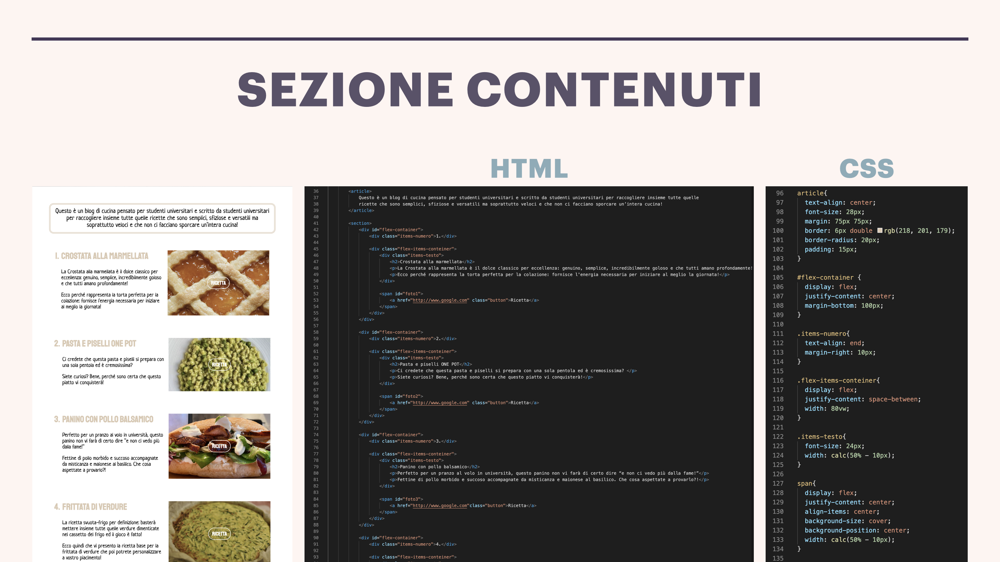 SEZIONE CONTENUTI
Questo è un blog di cucina pensato per studenti universitari e scritto da studenti universitari
per raccogliere insieme tutte quelle ricette che sono semplici, sfiziose e versatili ma
soprattutto veloci e che non ci facciano sporcare un'intera cucina!
1. CROSTATA ALLA MARMELLATA
La Crostata alla marmellata è il dolce classico per
eccellenza: genuino, semplice, incredibilmente goloso
e che tutti amano profondamente!
Ecco perché rappresenta la torta perfetta per la
colazione: fornisce l'energia necessaria per iniziare
al meglio la giornata!
RICETTA
2. PASTA E PISELLI ONE POT
Ci credete che questa pasta e piselli si prepara con
una sola pentola ed è cremosissima?
Siete curiosi? Bene, perché sono certa che questo
piatto vi conquisterà!
RICETTA
3. PANINO CON POLLO BALSAMICO
Perfetto per un pranzo al volo in università, questo
panino non vi farà di certo dire “e non ci vedo più
dalla fame!”
Fettine di pollo morbido e succoso accompagnate
da misticanza e maionese al basilico. Che cosa
aspettate a provarlo?!
RICETTA
4. FRITTATA DI VERDURE
La ricetta svuota-frigo per definizione: basterà
mettere insieme tutte quelle verdure dimenticate
nel cassetto del frigo ed il gioco è fatto!
Ecco quindi che vi presento la ricetta base per la
frittata di verdure che poi potrete personalizzare
a vostro piacimento!
RICETTA
HTML
36 <article>
37 Questo è un blog di cucina pensato per studenti universitari e scritto da studenti universitari per raccogliere insieme tutte quelle
38 ricette che sono semplici, sfiziose e versatili ma soprattutto veloci e che non ci facciano sporcare un’intera cucina!
39 </article>
40
41 <section>
42 <div id="flex-container">
43 <div class="items-numero">1.</div>
44
45 <div class="flex-items-conteiner">
46 <div class="items-testo">
47 <h2>Crostata alla marmellata</h2>
48 <p>La Crostata alla marmellata è il dolce classico per eccellenza: genuino, semplice, incredibilmente goloso e che tutti amano profondamente!
49 <p>Ecco perché rappresenta la torta perfetta per la colazione: fornisce l'energia necessaria per iniziare al meglio la giornata!</p>
50 </div>
51
52 <span id="foto1">
53 <a href="http://www.google.com" class="button">Ricetta</a>
54 </span>
55 </div>
56 </div>
57
58 <div id="flex-container">
59 <div class="items-numero">2.</div>
60
61 <div class="flex-items-conteiner">
62 <div class="items-testo">
63 <h2>Pasta e piselli ONE POT</h2>
64 <p>Ci credete che questa pasta e piselli si prepara con una sola pentola ed è cremosissima? </p>
65 <p>Siete curiosi? Bene, perché sono certa che questo piatto vi conquisterà!</p>
66 </div>
67
68 <span id="foto2">
69 <a href="http://www.google.com" class="button">Ricetta</a>
70 </span>
71 </div>
72 </div>
73
74 <div id="flex-container">
75 <div class="items-numero">3.</div>
76
77 <div class="flex-items-conteiner">
78 <div class="items-testo">
79 <h2>Panino con pollo balsamico</h2>
80 <p>Perfetto per un pranzo al volo in università, questo panino non vi farà di certo dire “e non ci vedo più dalla fame!”</p>
81 <p>Fettine di pollo morbido e succoso accompagnate da misticanza e maionese al basilico. Che cosa aspettate a provarlo?!</p>
82 </div>
83
84 <span id="foto3">
85 <a href="http://www.google.com"class="button">Ricetta</a>
86 </span>
87 </div>
88 </div>
89
90 <div id="flex-container">
91 <div class="items-numero">4.</div>
92
93 <div class="flex-items-conteiner">
CSS
96 article{
97 text-align: center;
98 font-size: 28px;
99 margin: 75px 75px;
100 border: 6px double rgb(218, 201, 179);
101 border-radius: 20px;
102 padding: 15px;
103 }
104
105 #flex-container {
106 display: flex;
107 justify-content: center;
108 margin-bottom: 100px;
109 }
110
111 .items-numero{
112 text-align: end;
113 margin-right: 10px;
114 }
115
116 .flex-items-conteiner{
117 display: flex;
118 justify-content: space-between;
119 width: 80vw;
120 }
121
122 .items-testo{
123 font-size: 24px;
124 width: calc(50% - 10px);
125 }
126
127 span{
128 display: flex;
129 justify-content: center;
130 align-items: center;
131 background-size: cover;
132 background-position: center;
133 width: calc(50% - 10px);
134 }
135